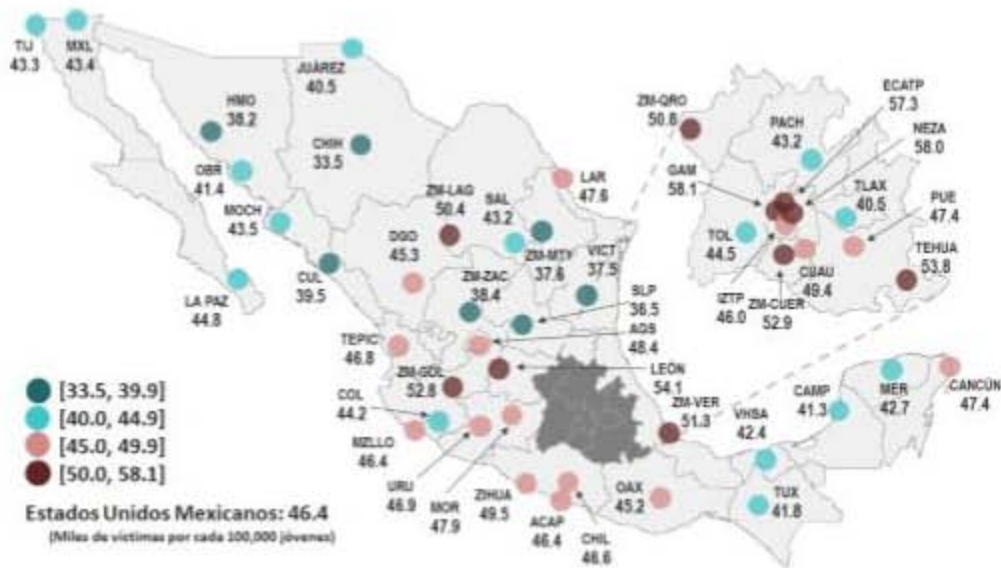 TIJ
43.3
MXL
43.4
JUÁREZ
40.5
HMO
38.2
CHIH
33.5
OBR
41.4
MOCH
43.5
CUL
39.5
LA PAZ
44.8
ZM-LAG
50.4
DGO
45.3
SAL
43.2
LAR
47.6
ZM-MTY
37.6
VICT
37.5
ZM-ZAC
38.4
SLP
36.5
AGS
48.4
TEPIC
46.8
ZM-GDL
52.8
LEÓN
54.1
COL
44.2
MZLLO
46.4
URU
46.9
MOR
47.9
ZIHUA
49.5
ACAP
46.4
CHIL
46.6
OAX
45.2
ZM-VER
51.3
VHSA
42.4
TUX
41.8
CAMP
41.3
MER
42.7
CANCÚN
47.4
ZM-QRO
50.8
PACH
43.2
ECATP
57.3
NEZA
58.0
GAM
58.1
TLAX
40.5
PUE
47.4
TOL
44.5
TEHUA
53.8
CUAU
49.4
IZTP
46.0
ZM-CUER
52.9
[33.5, 39.9]
[40.0, 44.9]
[45.0, 49.9]
[50.0, 58.1]
Estados Unidos Mexicanos: 46.4
(Miles de víctimas por cada 100,000 jóvenes)